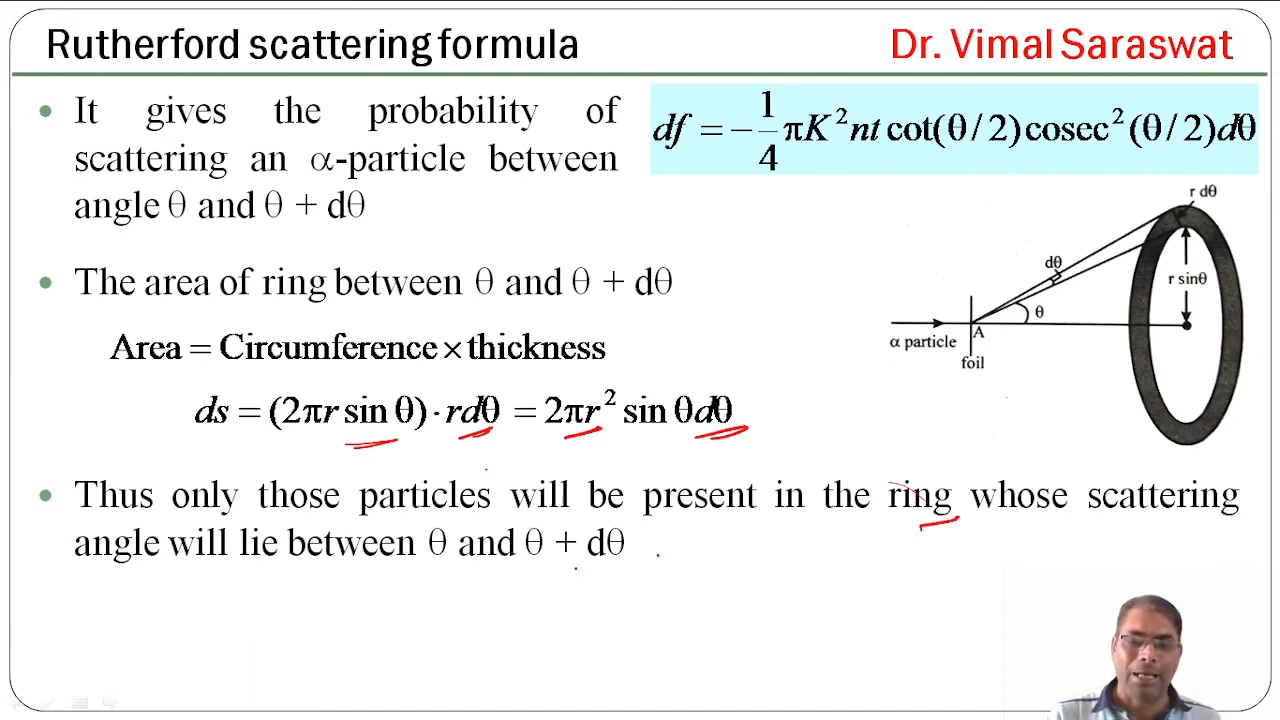 Rutherford scattering formula
Dr. Vimal Saraswat
• It gives the probability of
scattering an α-particle between
angle θ and θ + dθ
df = −1/4 πK² nt cot(θ / 2) cosec² (θ / 2)dθ
• The area of ring between θ and θ + dθ
Area = Circumference × thickness
ds = (2πr sin θ) · rdθ = 2πr² sin θdθ
r dθ
dθ
r sinθ
θ
A
α particle
foil
• Thus only those particles will be present in the ring whose scattering
angle will lie between θ and θ + dθ